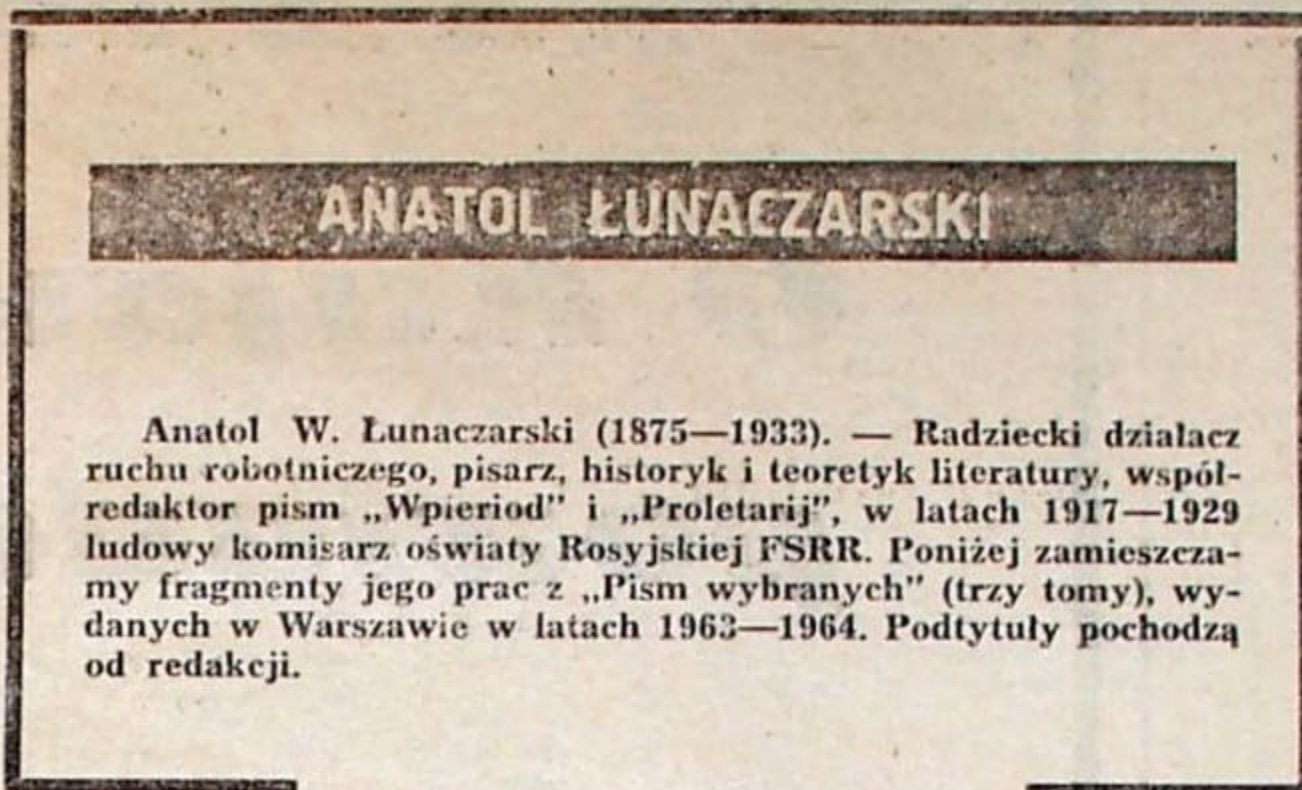 ANATOL ŁUNACZARSKI
Anatol W. Łunaczarski (1875—1933). — Radziecki działacz
ruchu robotniczego, pisarz, historyk i teoretyk literatury, współ-
redaktor pism „Wpieriod” i „Proletarij”, w latach 1917—1929
ludowy komisarz oświaty Rosyjskiej FSRR. Poniżej zamieszcza-
my fragmenty jego prac z „Pism wybranych” (trzy tomy), wy-
danych w Warszawie w latach 1963—1964. Podtytuły pochodzą
od redakcji.